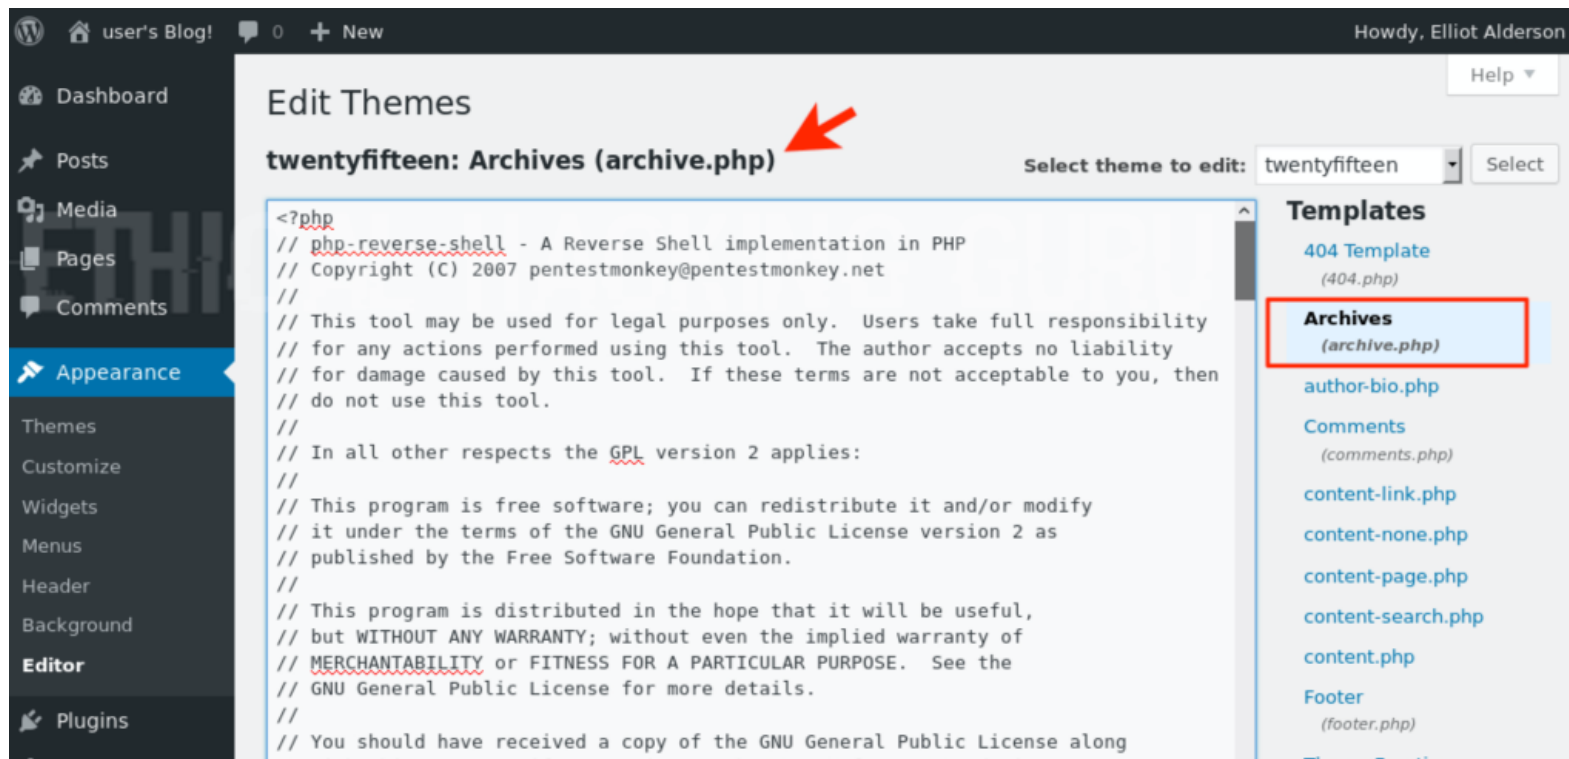 user's Blog!
0
New
Howdy, Elliot Alderson
Help
Dashboard
Posts
Media
Pages
Comments
Appearance
Themes
Customize
Widgets
Menus
Header
Background
Editor
Plugins
Edit Themes
twentyfifteen: Archives (archive.php)
Select theme to edit: twentyfifteen Select
<?php
// php-reverse-shell - A Reverse Shell implementation in PHP
// Copyright (C) 2007 pentestmonkey@pentestmonkey.net
//
// This tool may be used for legal purposes only.  Users take full responsibility
// for any actions performed using this tool.  The author accepts no liability
// for damage caused by this tool.  If these terms are not acceptable to you, then
// do not use this tool.
//
// In all other respects the GPL version 2 applies:
//
// This program is free software; you can redistribute it and/or modify
// it under the terms of the GNU General Public License version 2 as
// published by the Free Software Foundation.
//
// This program is distributed in the hope that it will be useful,
// but WITHOUT ANY WARRANTY; without even the implied warranty of
// MERCHANTABILITY or FITNESS FOR A PARTICULAR PURPOSE.  See the
// GNU General Public License for more details.
//
// You should have received a copy of the GNU General Public License along
Templates
404 Template
(404.php)
Archives
(archive.php)
author-bio.php
Comments
(comments.php)
content-link.php
content-none.php
content-page.php
content-search.php
content.php
Footer
(footer.php)